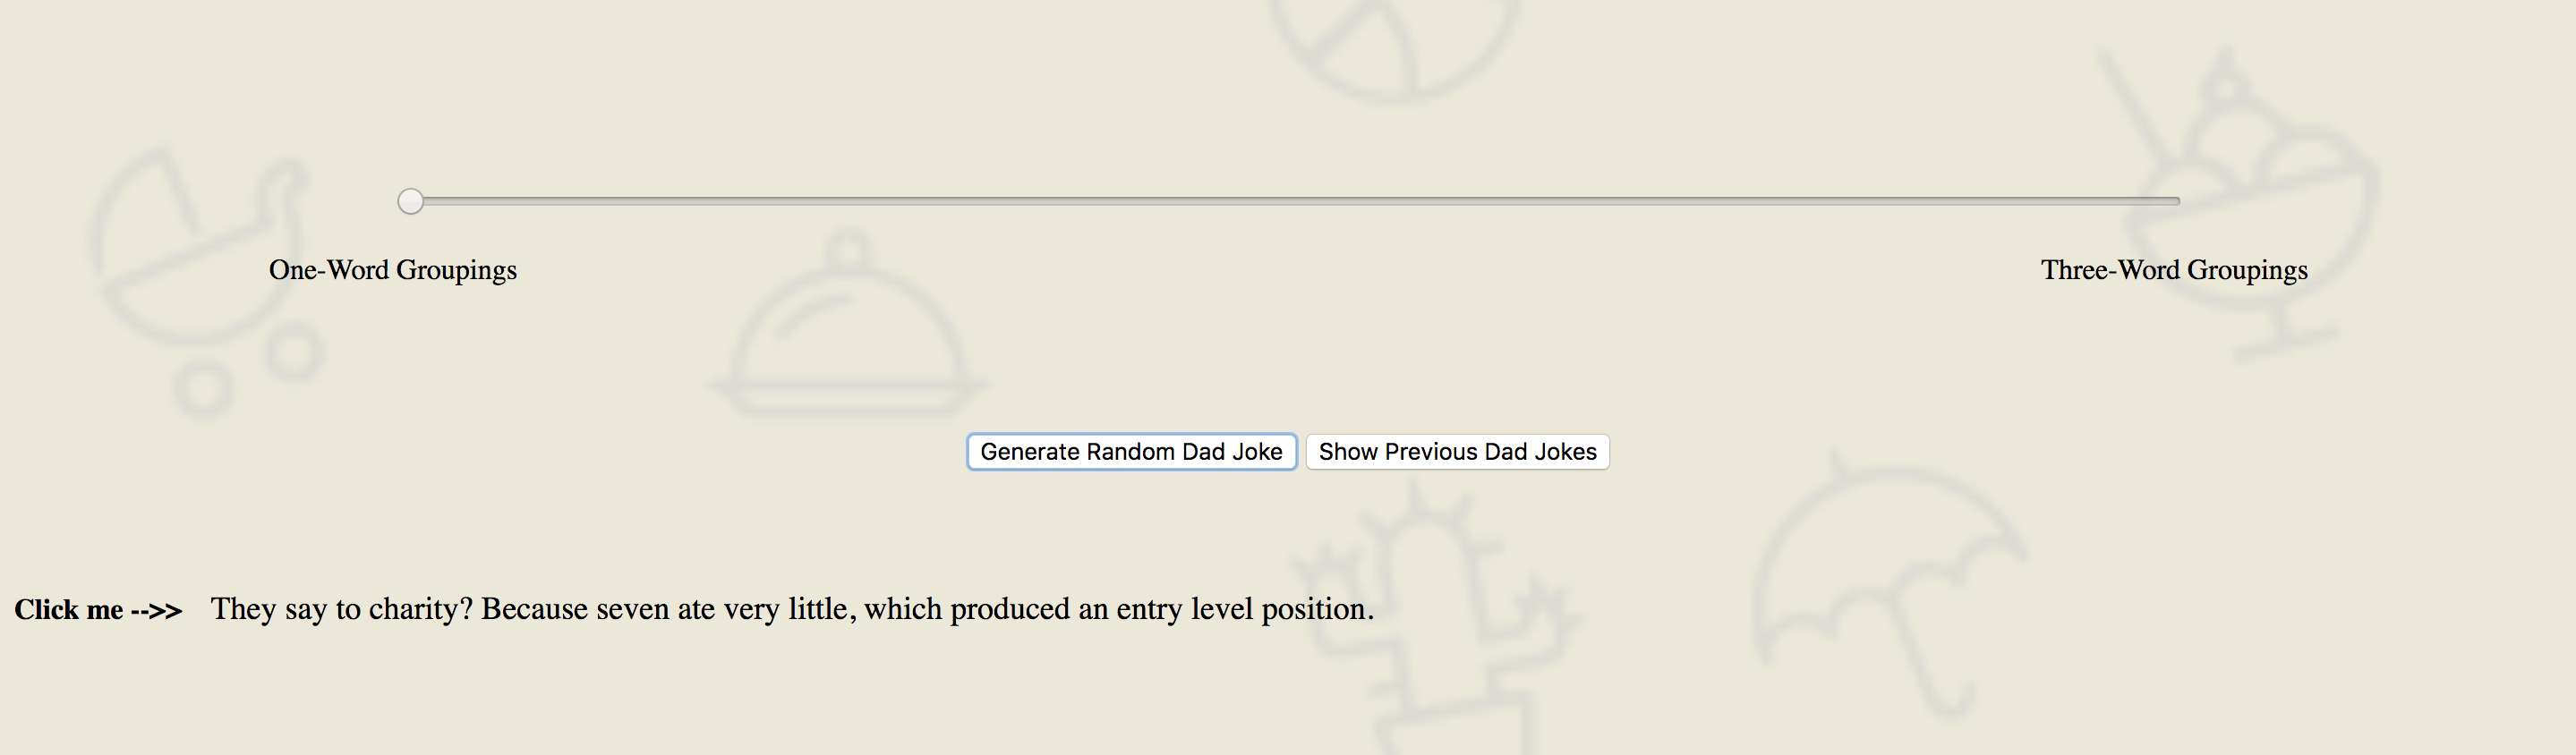 One-Word Groupings Three-Word Groupings
Generate Random Dad Joke Show Previous Dad Jokes
Click me -->> They say to charity? Because seven ate very little, which produced an entry level position.